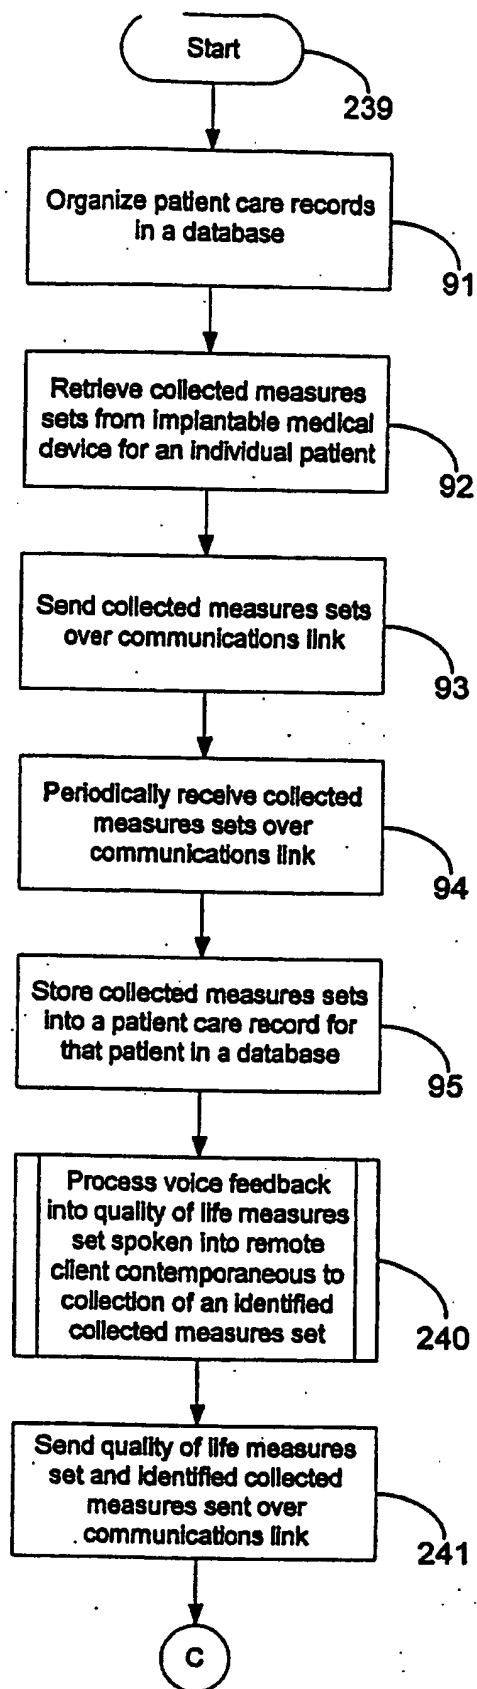 Start
239
Organize patient care records
in a database
91
Retrieve collected measures
sets from implantable medical
device for an individual patient
92
Send collected measures sets
over communications link
93
Periodically receive collected
measures sets over
communications link
94
Store collected measures sets
into a patient care record for
that patient in a database
95
Process voice feedback
into quality of life measures
set spoken into remote
client contemporaneous to
collection of an identified
collected measures set
240
Send quality of life measures
set and identified collected
measures sent over
communications link
241
C